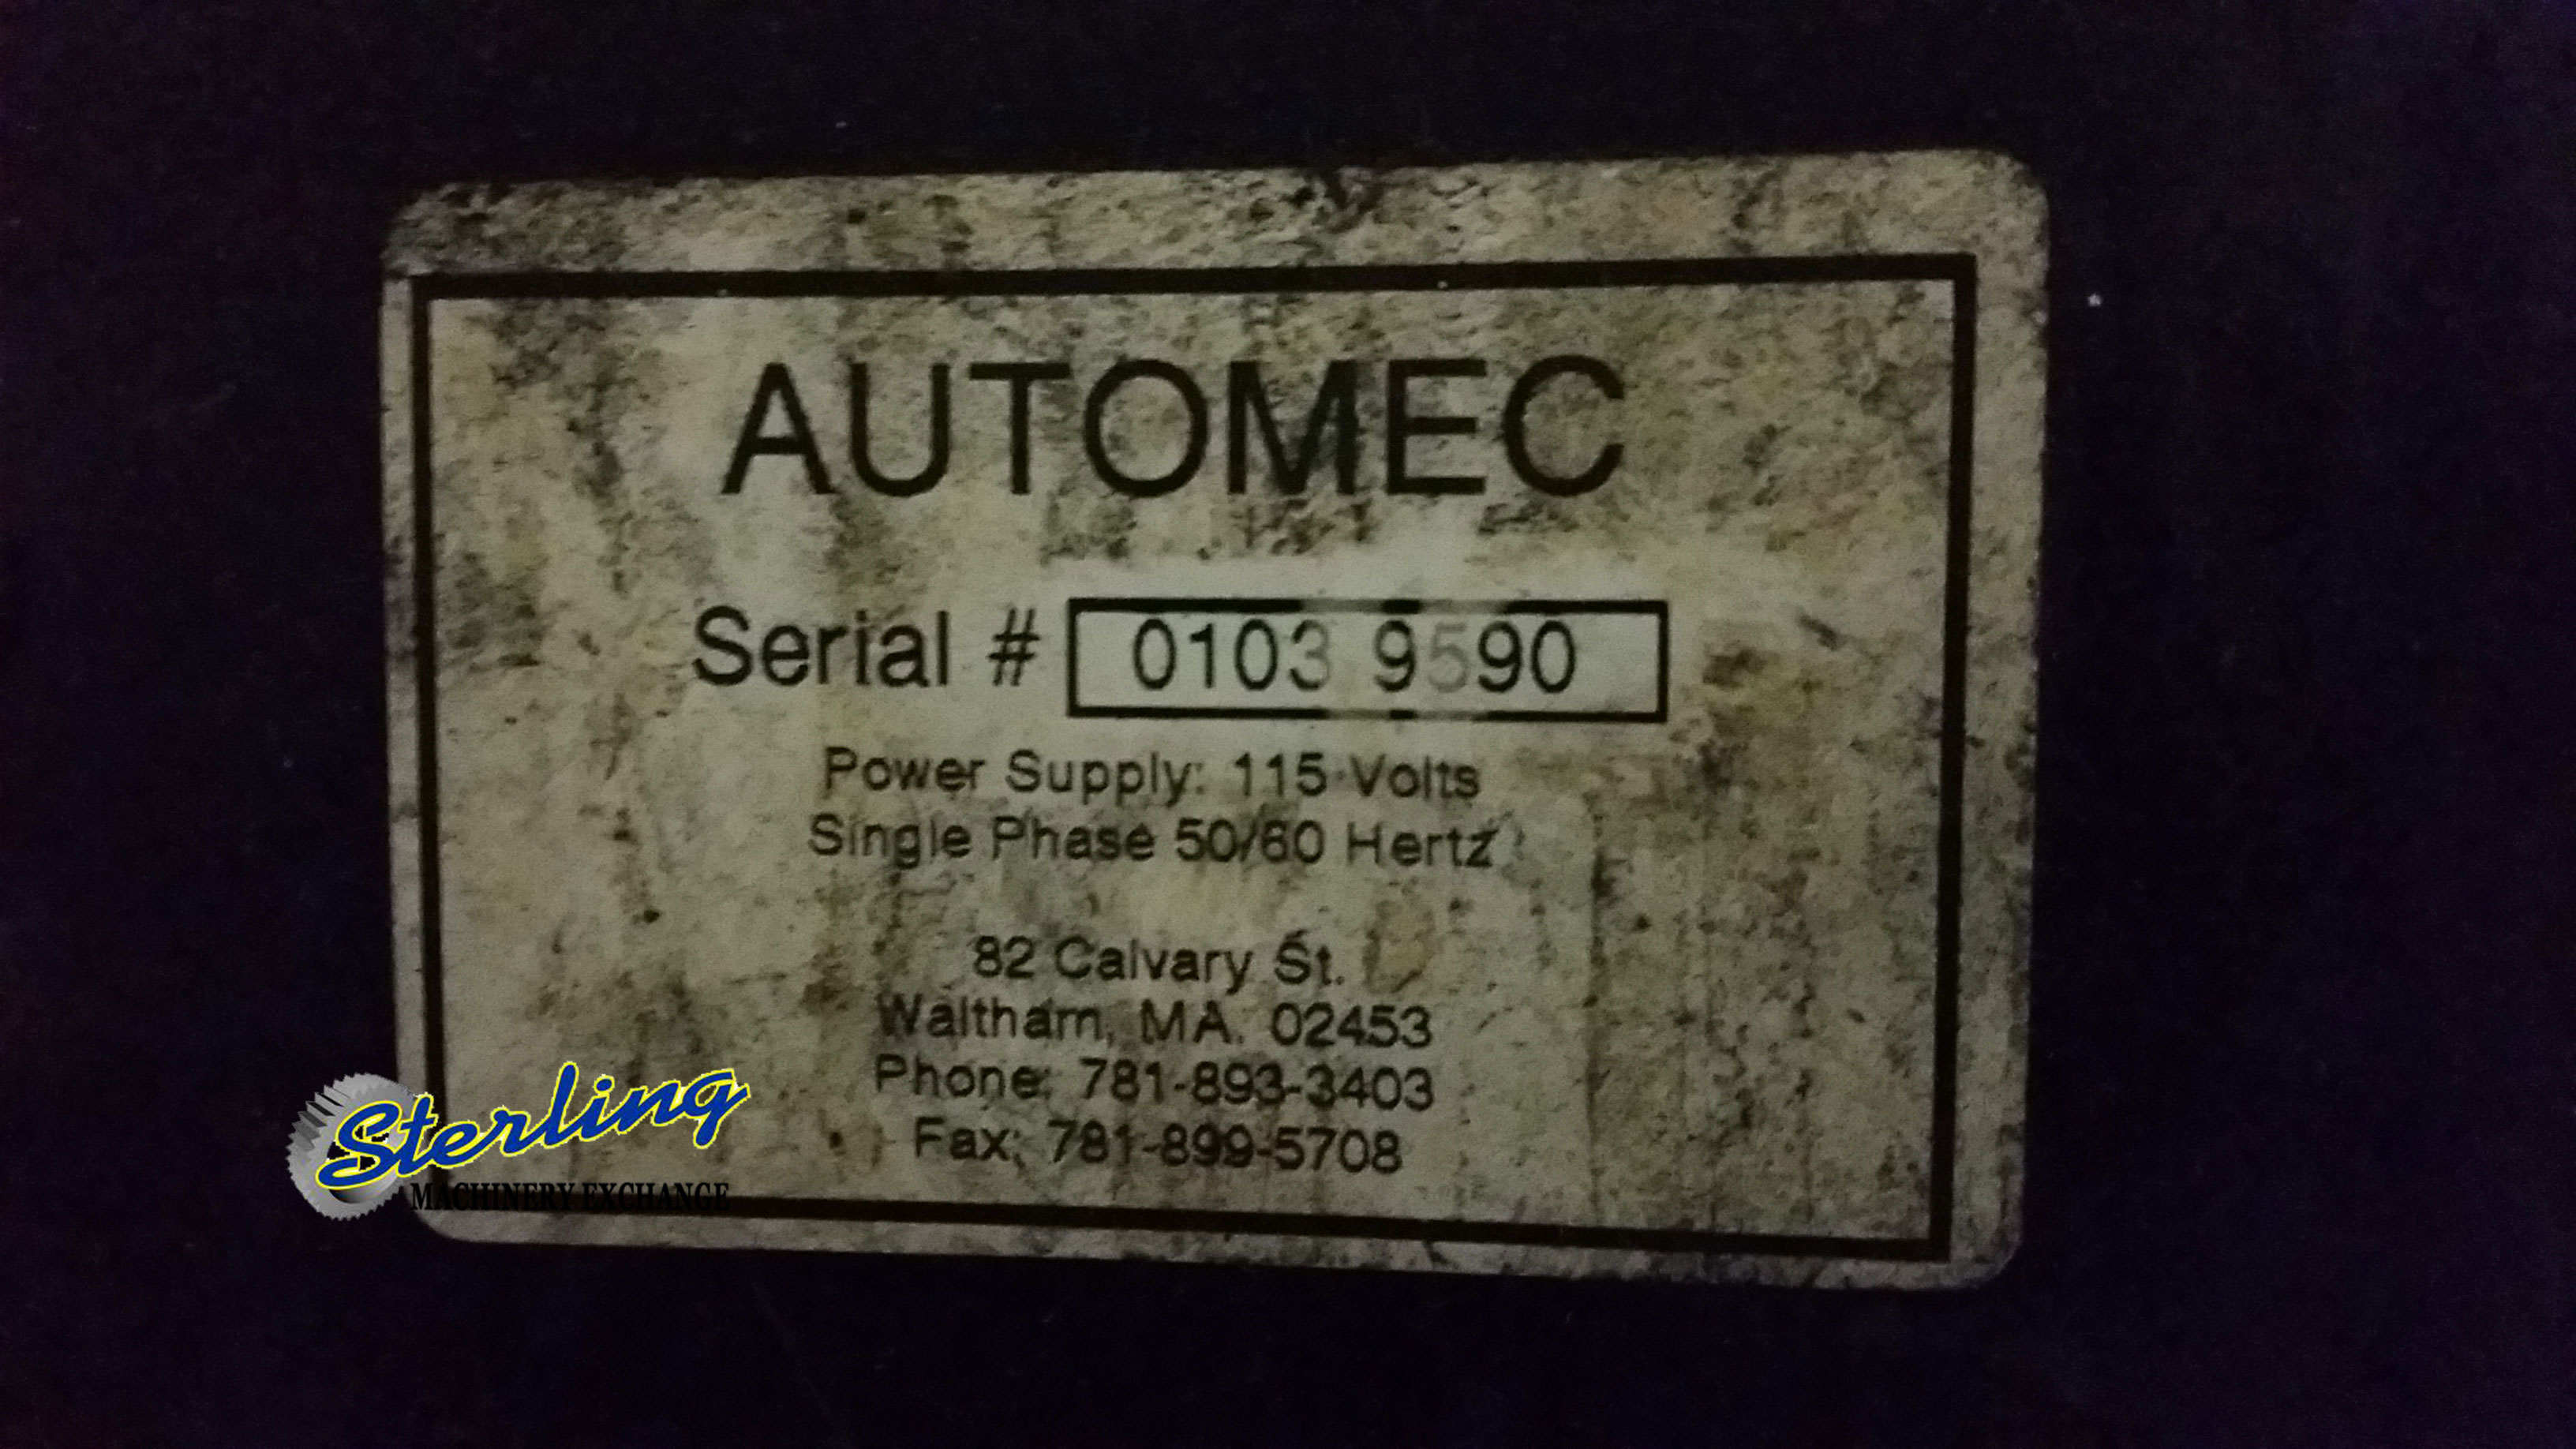 AUTOMEC
Serial # 0103 9590
Power Supply: 115 Volts
Single Phase 50/60 Hertz
82 Calvary St.
Waltham, MA. 02453
Phone: 781-893-3403
Fax: 781-899-5708
Sterling
MACHINERY EXCHANGE